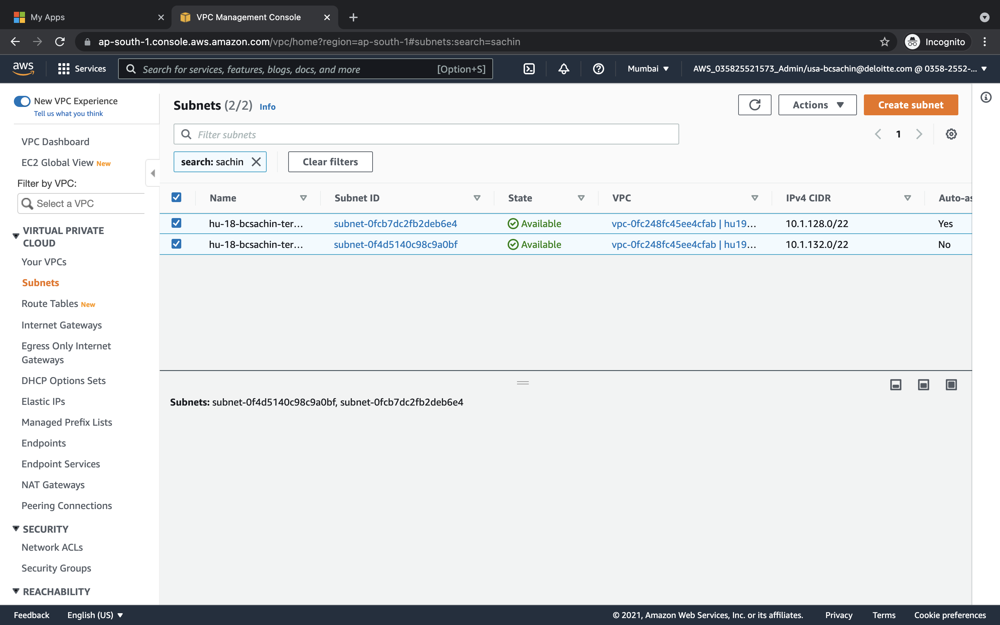 My Apps
VPC Management Console
ap-south-1.console.aws.amazon.com/vpc/home?region=ap-south-1#subnets:search=sachin
Incognito
aws
Services
Search for services, features, blogs, docs, and more
[Option+S]
Mumbai
AWS_035825521573_Admin/usa-bcsachin@deloitte.com @ 0358-2552-...
New VPC Experience
Tell us what you think
VPC Dashboard
EC2 Global View New
Filter by VPC:
Select a VPC
VIRTUAL PRIVATE
CLOUD
Your VPCs
Subnets
Route Tables New
Internet Gateways
Egress Only Internet
Gateways
DHCP Options Sets
Elastic IPs
Managed Prefix Lists
Endpoints
Endpoint Services
NAT Gateways
Peering Connections
SECURITY
Network ACLs
Security Groups
REACHABILITY
Subnets (2/2) Info
Actions
Create subnet
Filter subnets
1
search: sachin
Clear filters
Name Subnet ID State VPC IPv4 CIDR Auto-as
hu-18-bcsachin-ter... subnet-0fcb7dc2fb2deb6e4 Available vpc-0fc248fc45ee4cfab | hu19... 10.1.128.0/22 Yes
hu-18-bcsachin-ter... subnet-0f4d5140c98c9a0bf Available vpc-0fc248fc45ee4cfab | hu19... 10.1.132.0/22 No
Subnets: subnet-0f4d5140c98c9a0bf, subnet-0fcb7dc2fb2deb6e4
Feedback
English (US)
© 2021, Amazon Web Services, Inc. or its affiliates.
Privacy
Terms
Cookie preferences